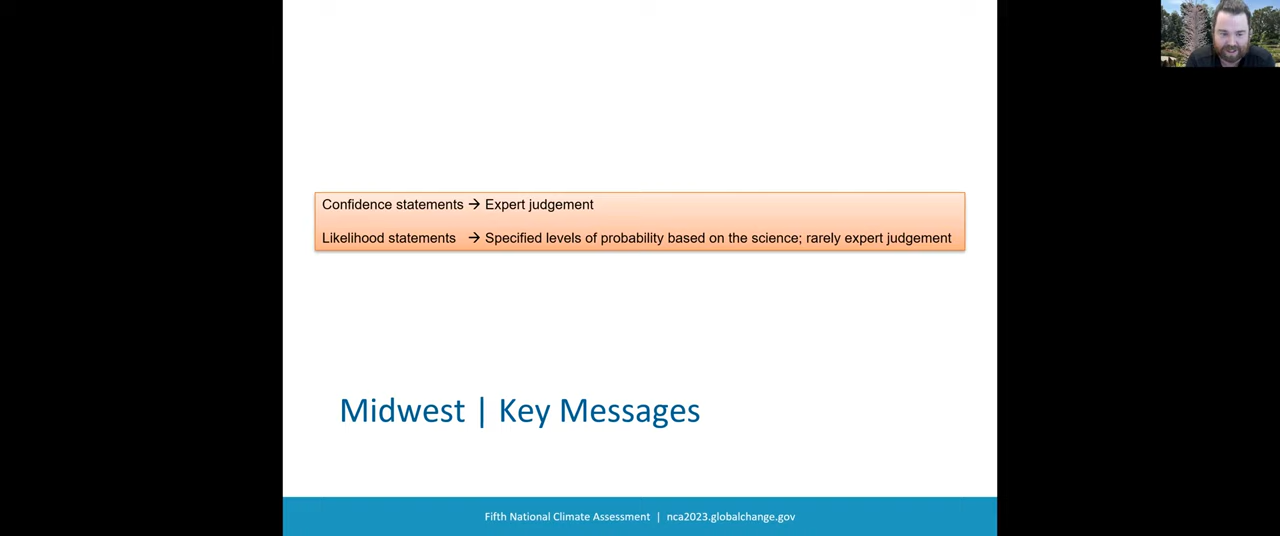 Confidence statements → Expert judgement
Likelihood statements → Specified levels of probability based on the science; rarely expert judgement
Midwest | Key Messages
Fifth National Climate Assessment | nca2023.globalchange.gov